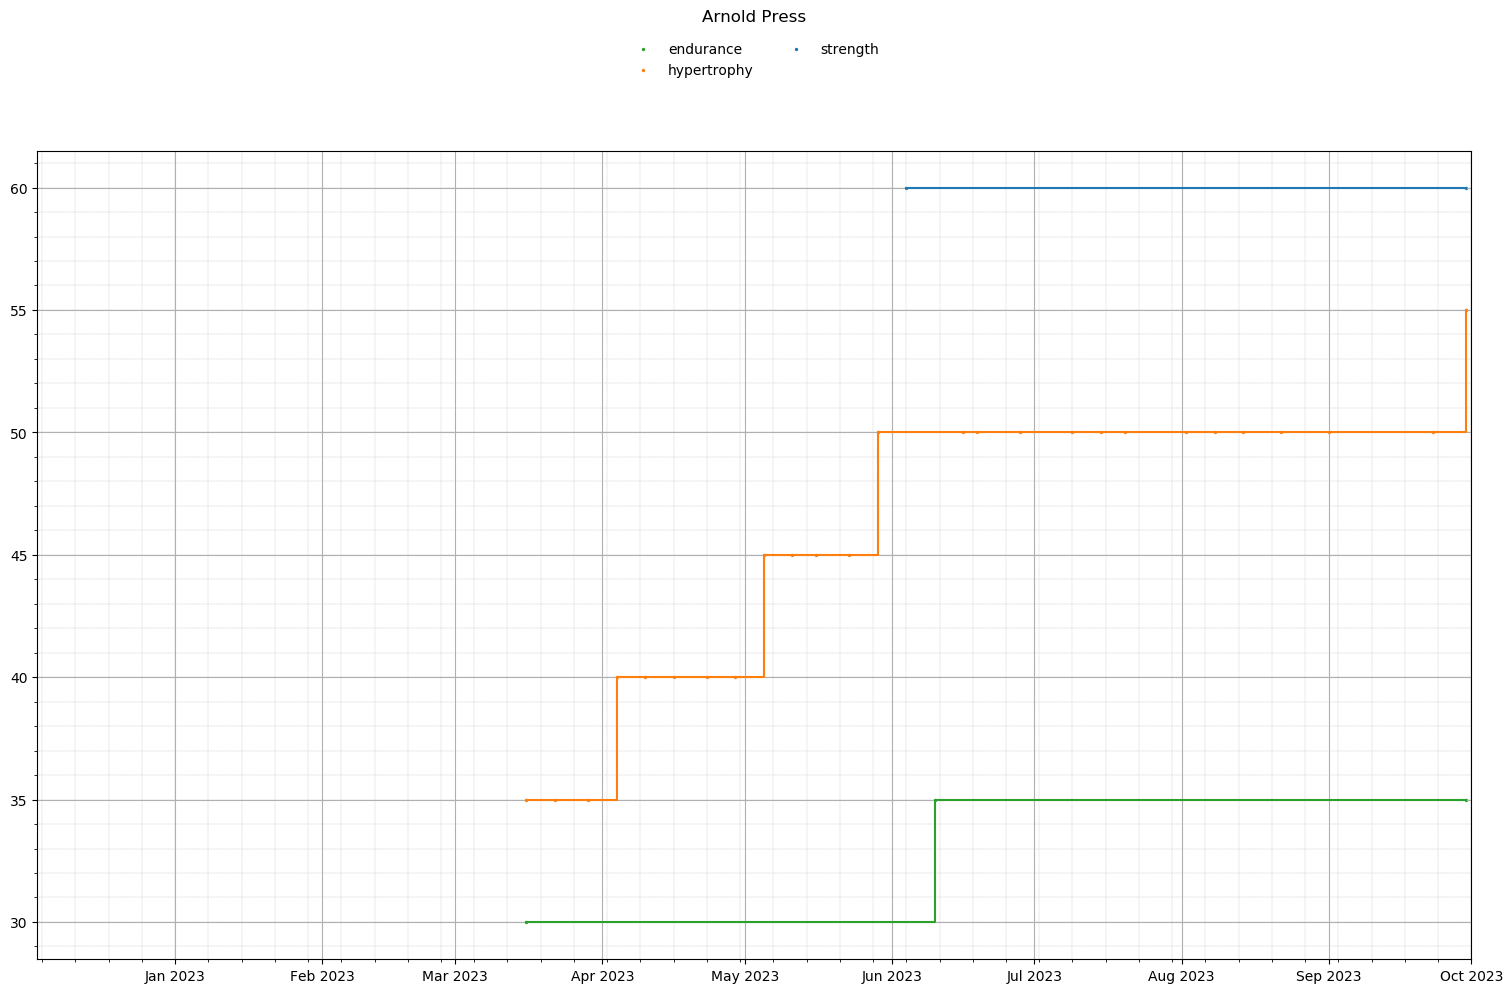 Arnold Press
endurance
hypertrophy
strength
60
55
50
45
40
35
30
Jan 2023
Feb 2023
Mar 2023
Apr 2023
May 2023
Jun 2023
Jul 2023
Aug 2023
Sep 2023
Oct 2023